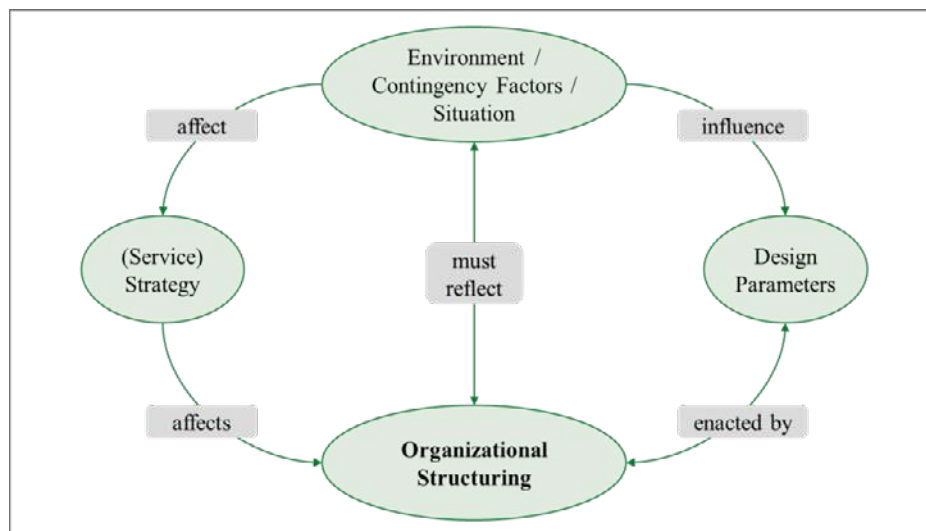 Environment /
Contingency Factors /
Situation
affect
influence
(Service)
Strategy
must
reflect
Design
Parameters
affects
enacted by
Organizational
Structuring